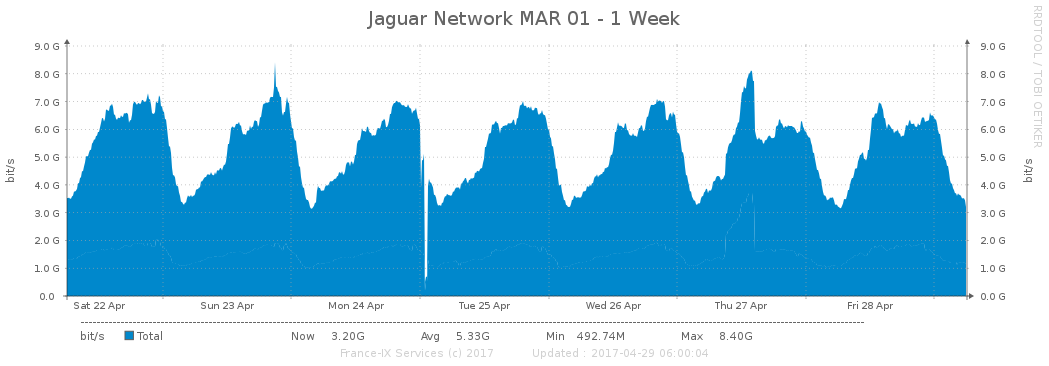 Jaguar Network MAR 01 - 1 Week
RRDTOOL / TOBI OETIKER
bit/s
9.0 G
8.0 G
7.0 G
6.0 G
5.0 G
4.0 G
3.0 G
2.0 G
1.0 G
0.0
9.0 G
8.0 G
7.0 G
6.0 G
5.0 G
4.0 G
3.0 G
2.0 G
1.0 G
0.0 G
bit/s
Sat 22 Apr Sun 23 Apr Mon 24 Apr Tue 25 Apr Wed 26 Apr Thu 27 Apr Fri 28 Apr
bit/s Total Now 3.20G Avg 5.33G Min 492.74M Max 8.40G
France-IX Services (c) 2017 Updated : 2017-04-29 06:00:04